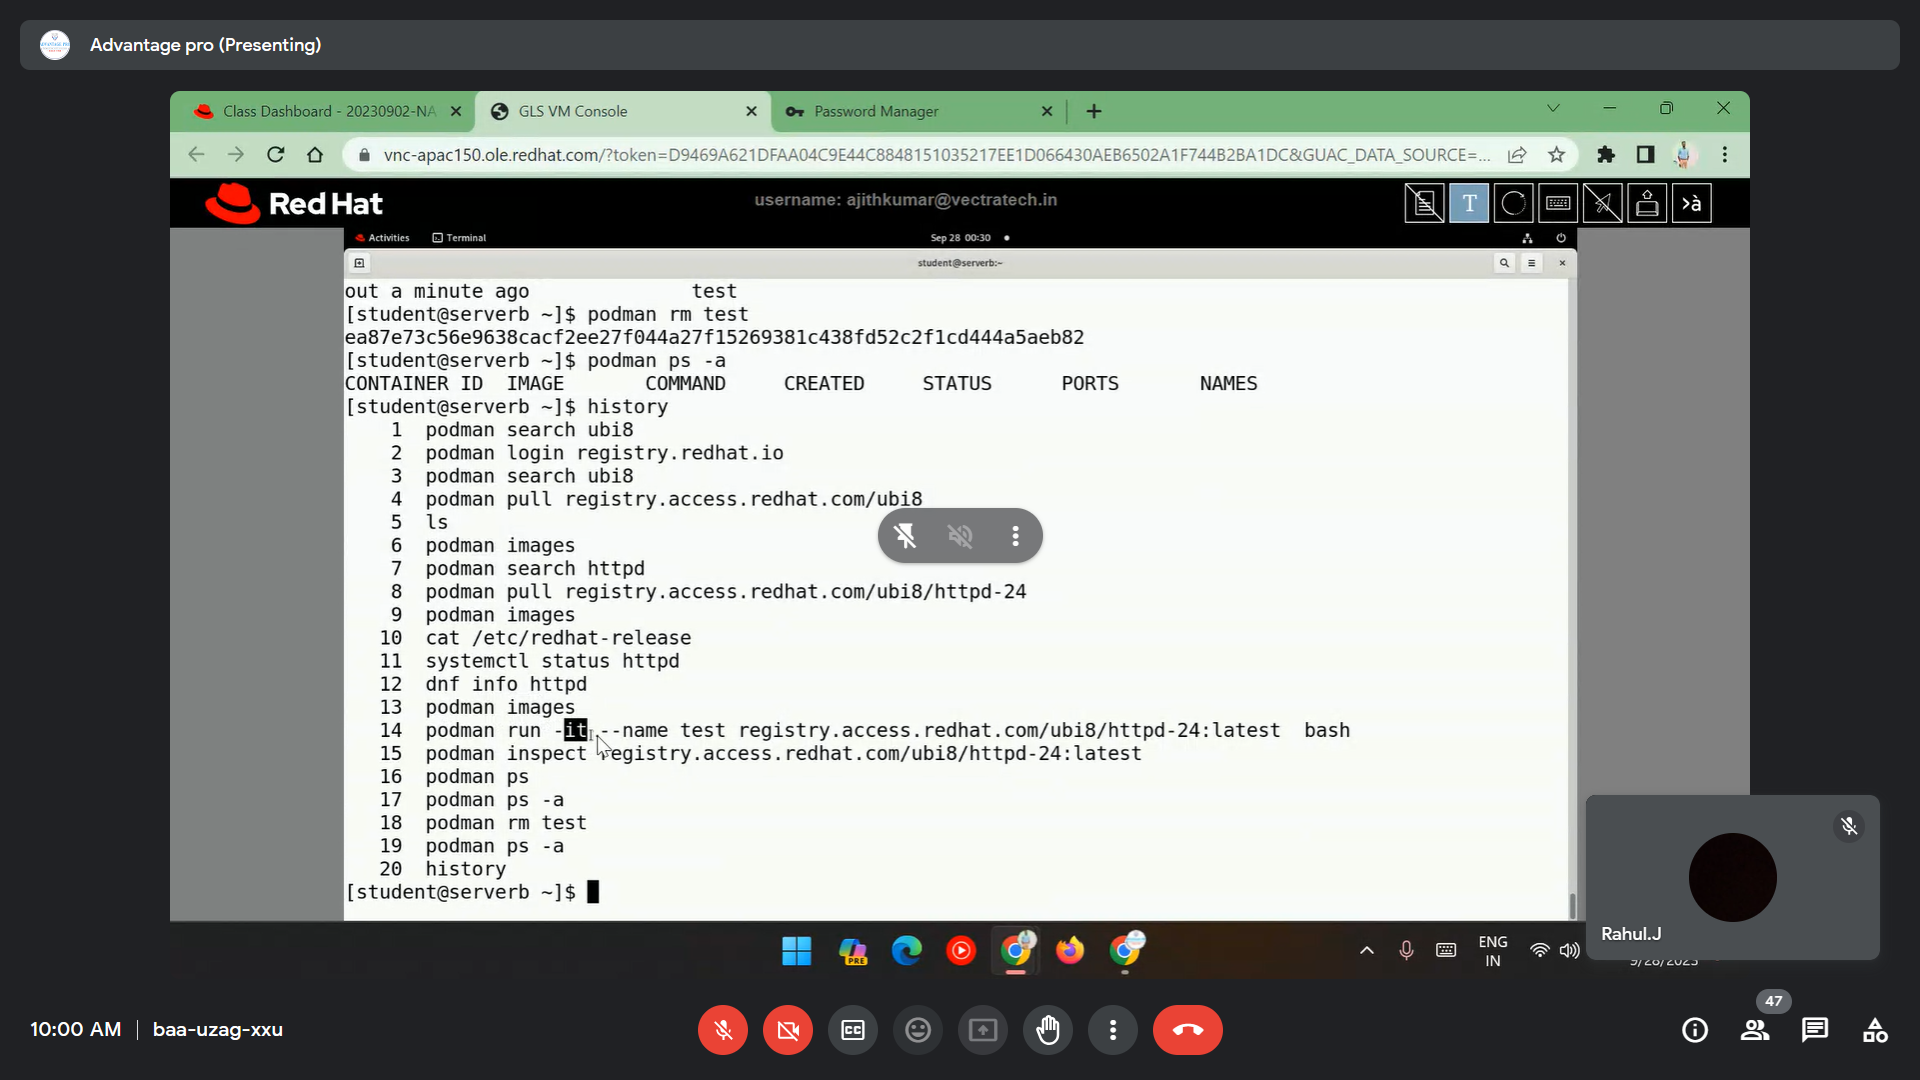 Advantage pro (Presenting)
Class Dashboard - 20230902-NA
GLS VM Console
Password Manager
vnc-apac150.ole.redhat.com/?token=D9469A621DFAA04C9E44C8848151035217EE1D066430AEB6502A1F744B2BA1DC&GUAC_DATA_SOURCE=...
Red Hat
username: ajithkumar@vectratech.in
T
›à
Activities
Terminal
Sep 28 00:30
student@serverb:~
out a minute ago              test
[student@serverb ~]$ podman rm test
ea87e73c56e9638cacf2ee27f044a27f15269381c438fd52c2f1cd444a5aeb82
[student@serverb ~]$ podman ps -a
CONTAINER ID  IMAGE       COMMAND     CREATED     STATUS      PORTS       NAMES
[student@serverb ~]$ history
1  podman search ubi8
2  podman login registry.redhat.io
3  podman search ubi8
4  podman pull registry.access.redhat.com/ubi8
5  ls
6  podman images
7  podman search httpd
8  podman pull registry.access.redhat.com/ubi8/httpd-24
9  podman images
10  cat /etc/redhat-release
11  systemctl status httpd
12  dnf info httpd
13  podman images
14  podman run -it --name test registry.access.redhat.com/ubi8/httpd-24:latest  bash
15  podman inspect registry.access.redhat.com/ubi8/httpd-24:latest
16  podman ps
17  podman ps -a
18  podman rm test
19  podman ps -a
20  history
[student@serverb ~]$
Rahul.J
PRE
ENG
IN
9/28/2023
47
10:00 AM
baa-uzag-xxu
CC